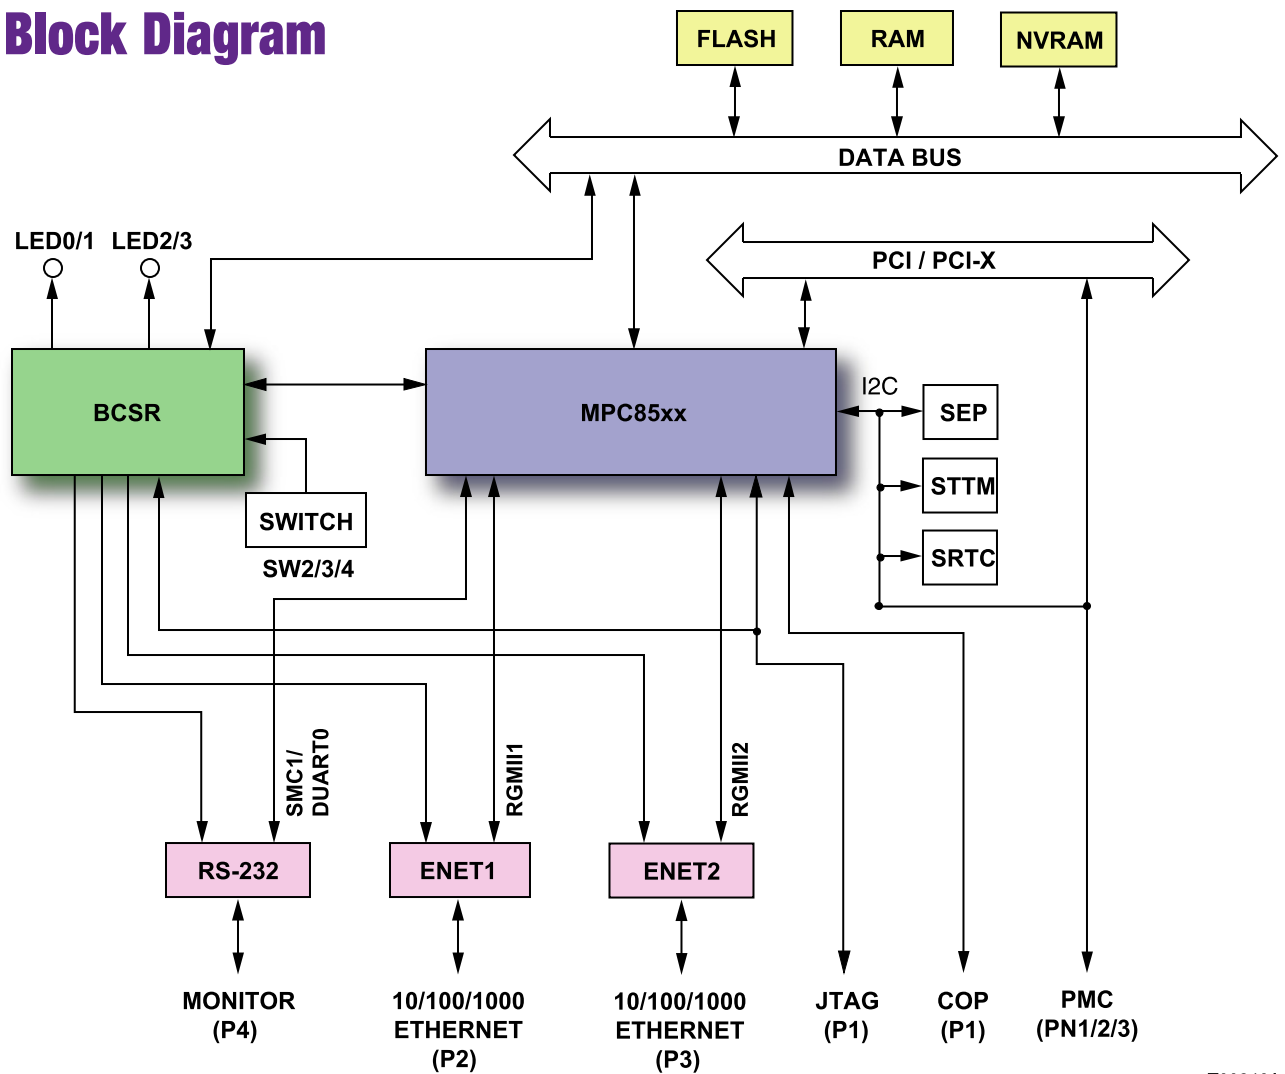 Block Diagram
FLASH
RAM
NVRAM
DATA BUS
LED0/1
LED2/3
PCI / PCI-X
BCSR
MPC85xx
I2C
SEP
STTM
SRTC
SWITCH
SW2/3/4
SMC1/
DUART0
RGMII1
RGMII2
RS-232
ENET1
ENET2
MONITOR
(P4)
10/100/1000
ETHERNET
(P2)
10/100/1000
ETHERNET
(P3)
JTAG
(P1)
COP
(P1)
PMC
(PN1/2/3)